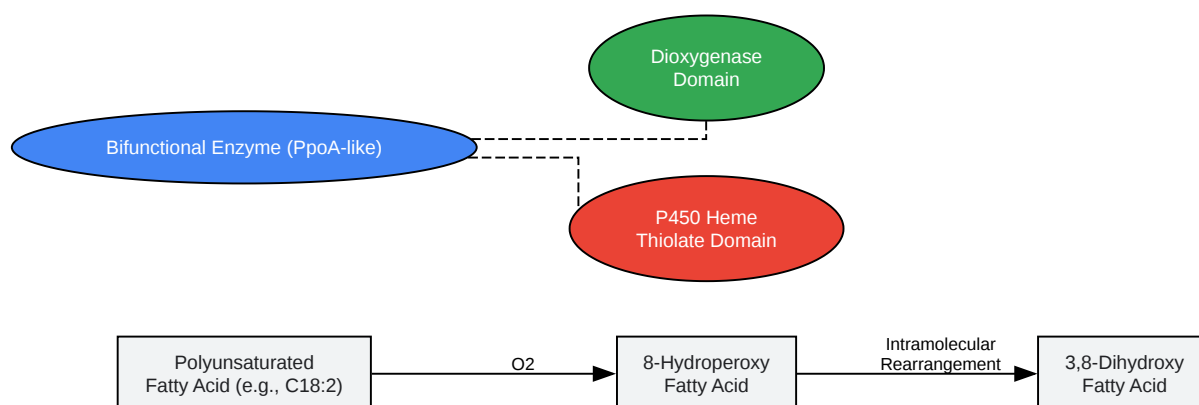 Dioxygenase
Domain
Bifunctional Enzyme (PpoA-like)
P450 Heme
Thiolate Domain
Polyunsaturated
Fatty Acid (e.g., C18:2)
O2
8-Hydroperoxy
Fatty Acid
Intramolecular
Rearrangement
3,8-Dihydroxy
Fatty Acid